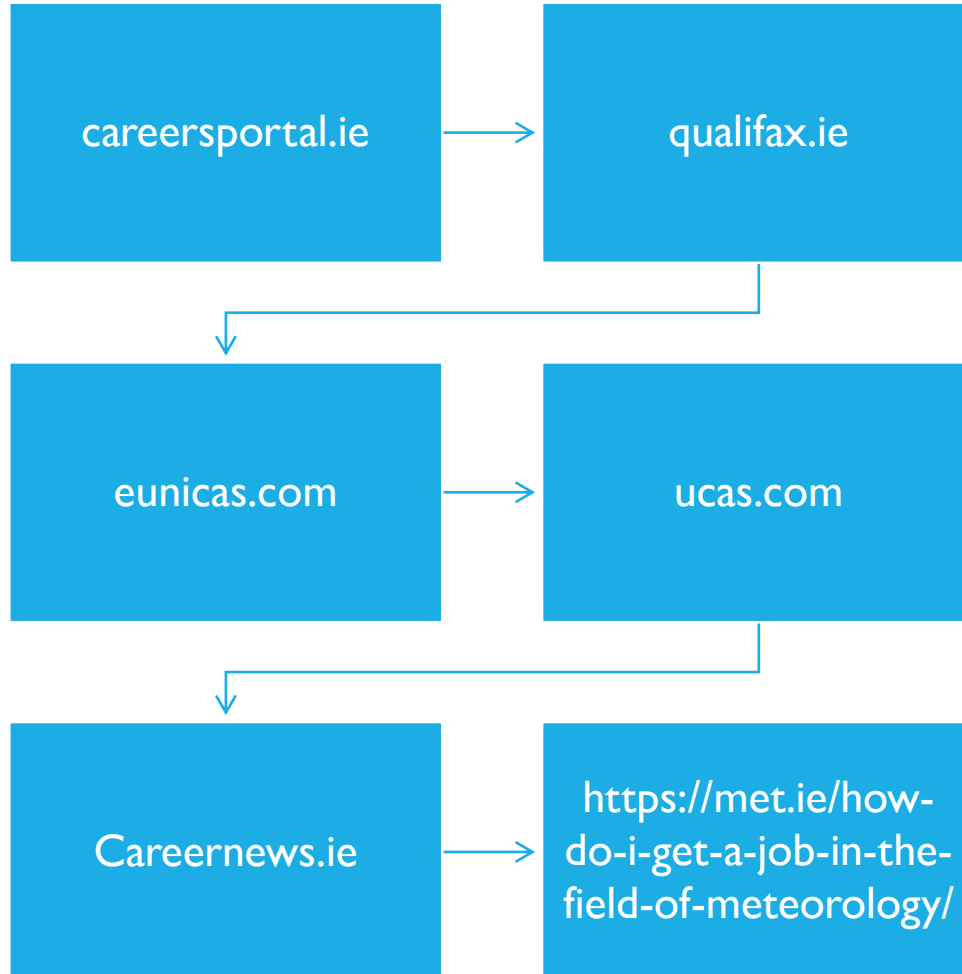 careersportal.ie
qualifax.ie
eunicas.com
ucas.com
Careernews.ie
https://met.ie/how-
do-i-get-a-job-in-the-
field-of-meteorology/